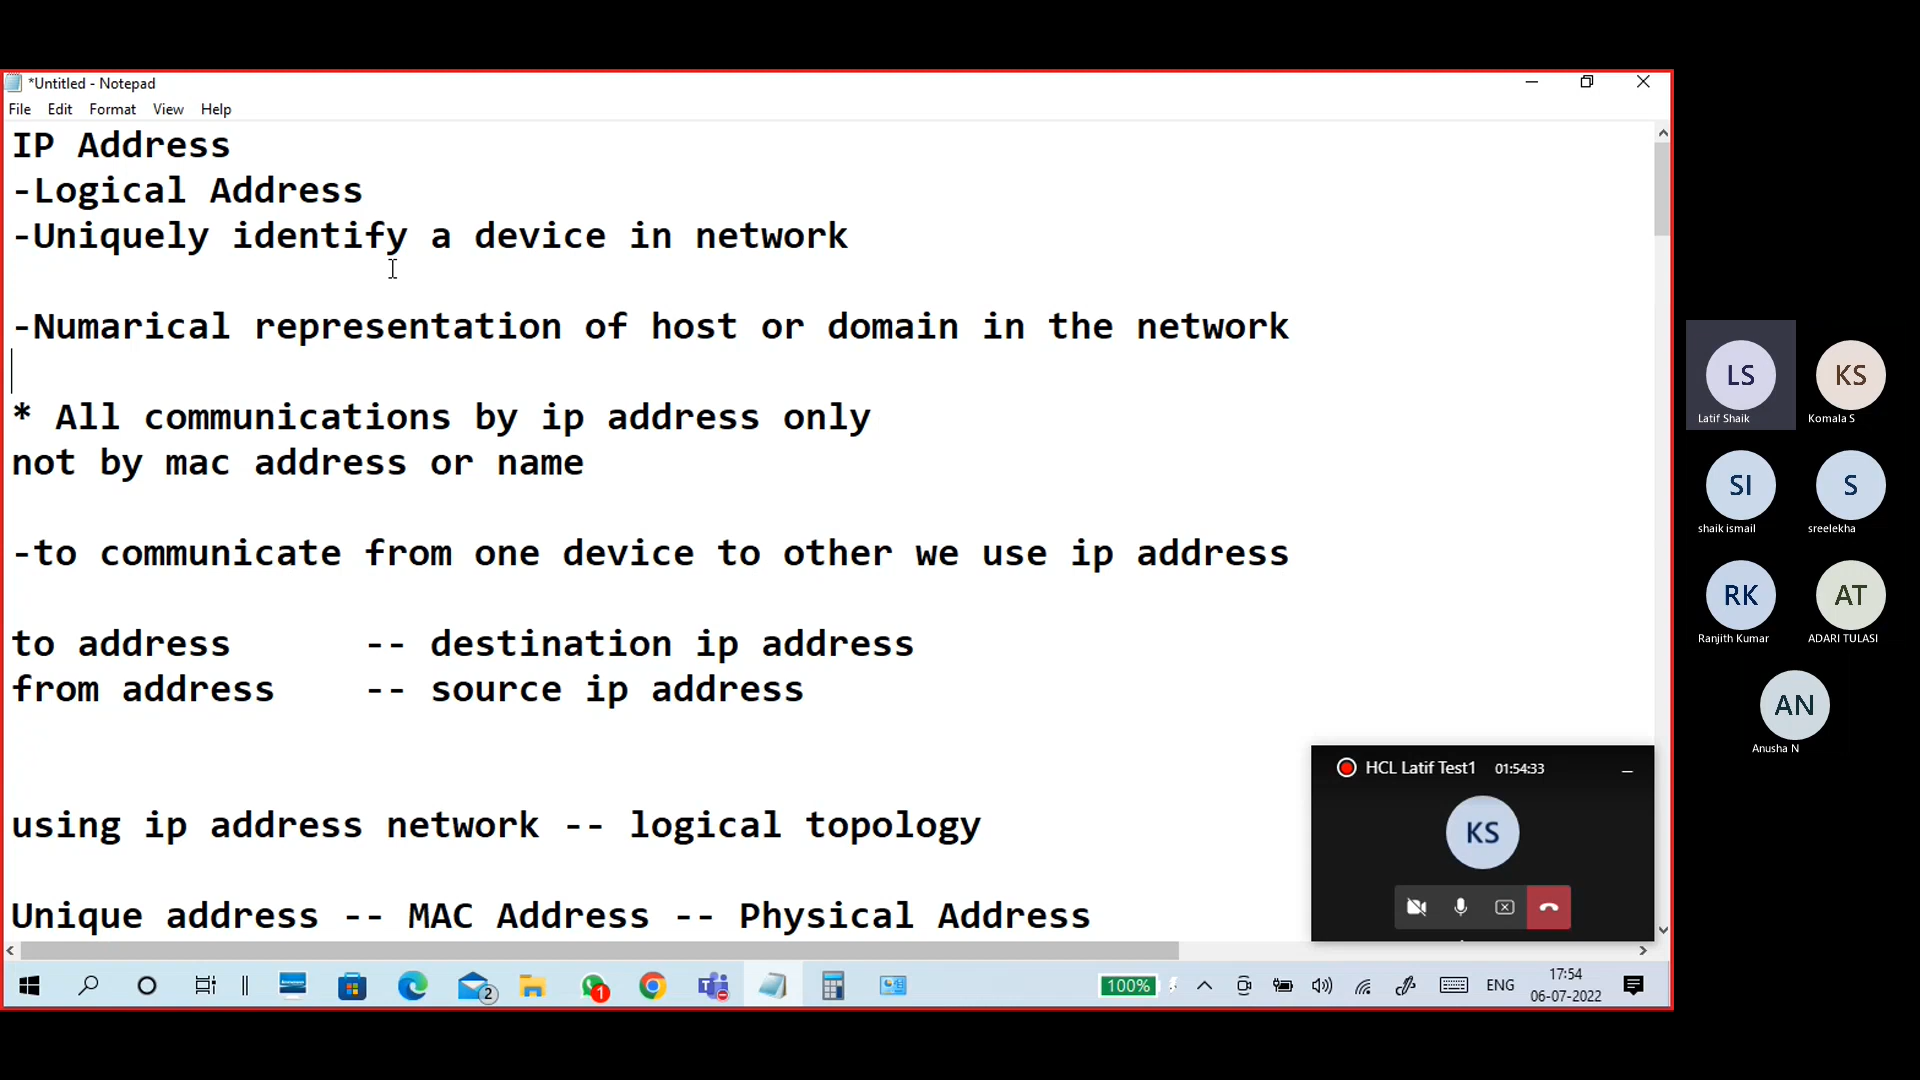 *Untitled - Notepad
File Edit Format View Help
IP Address
-Logical Address
-Uniquely identify a device in network
-Numarical representation of host or domain in the network
* All communications by ip address only
not by mac address or name
-to communicate from one device to other we use ip address
to address -- destination ip address
from address -- source ip address
using ip address network -- logical topology
Unique address -- MAC Address -- Physical Address
HCL Latif Test1 01:54:33
KS
2
1
100%
ENG
17:54
06-07-2022
LS
Latif Shaik
KS
Komala S
SI
shaik ismail
S
sreelekha
RK
Ranjith Kumar
AT
ADARI TULASI
AN
Anusha N